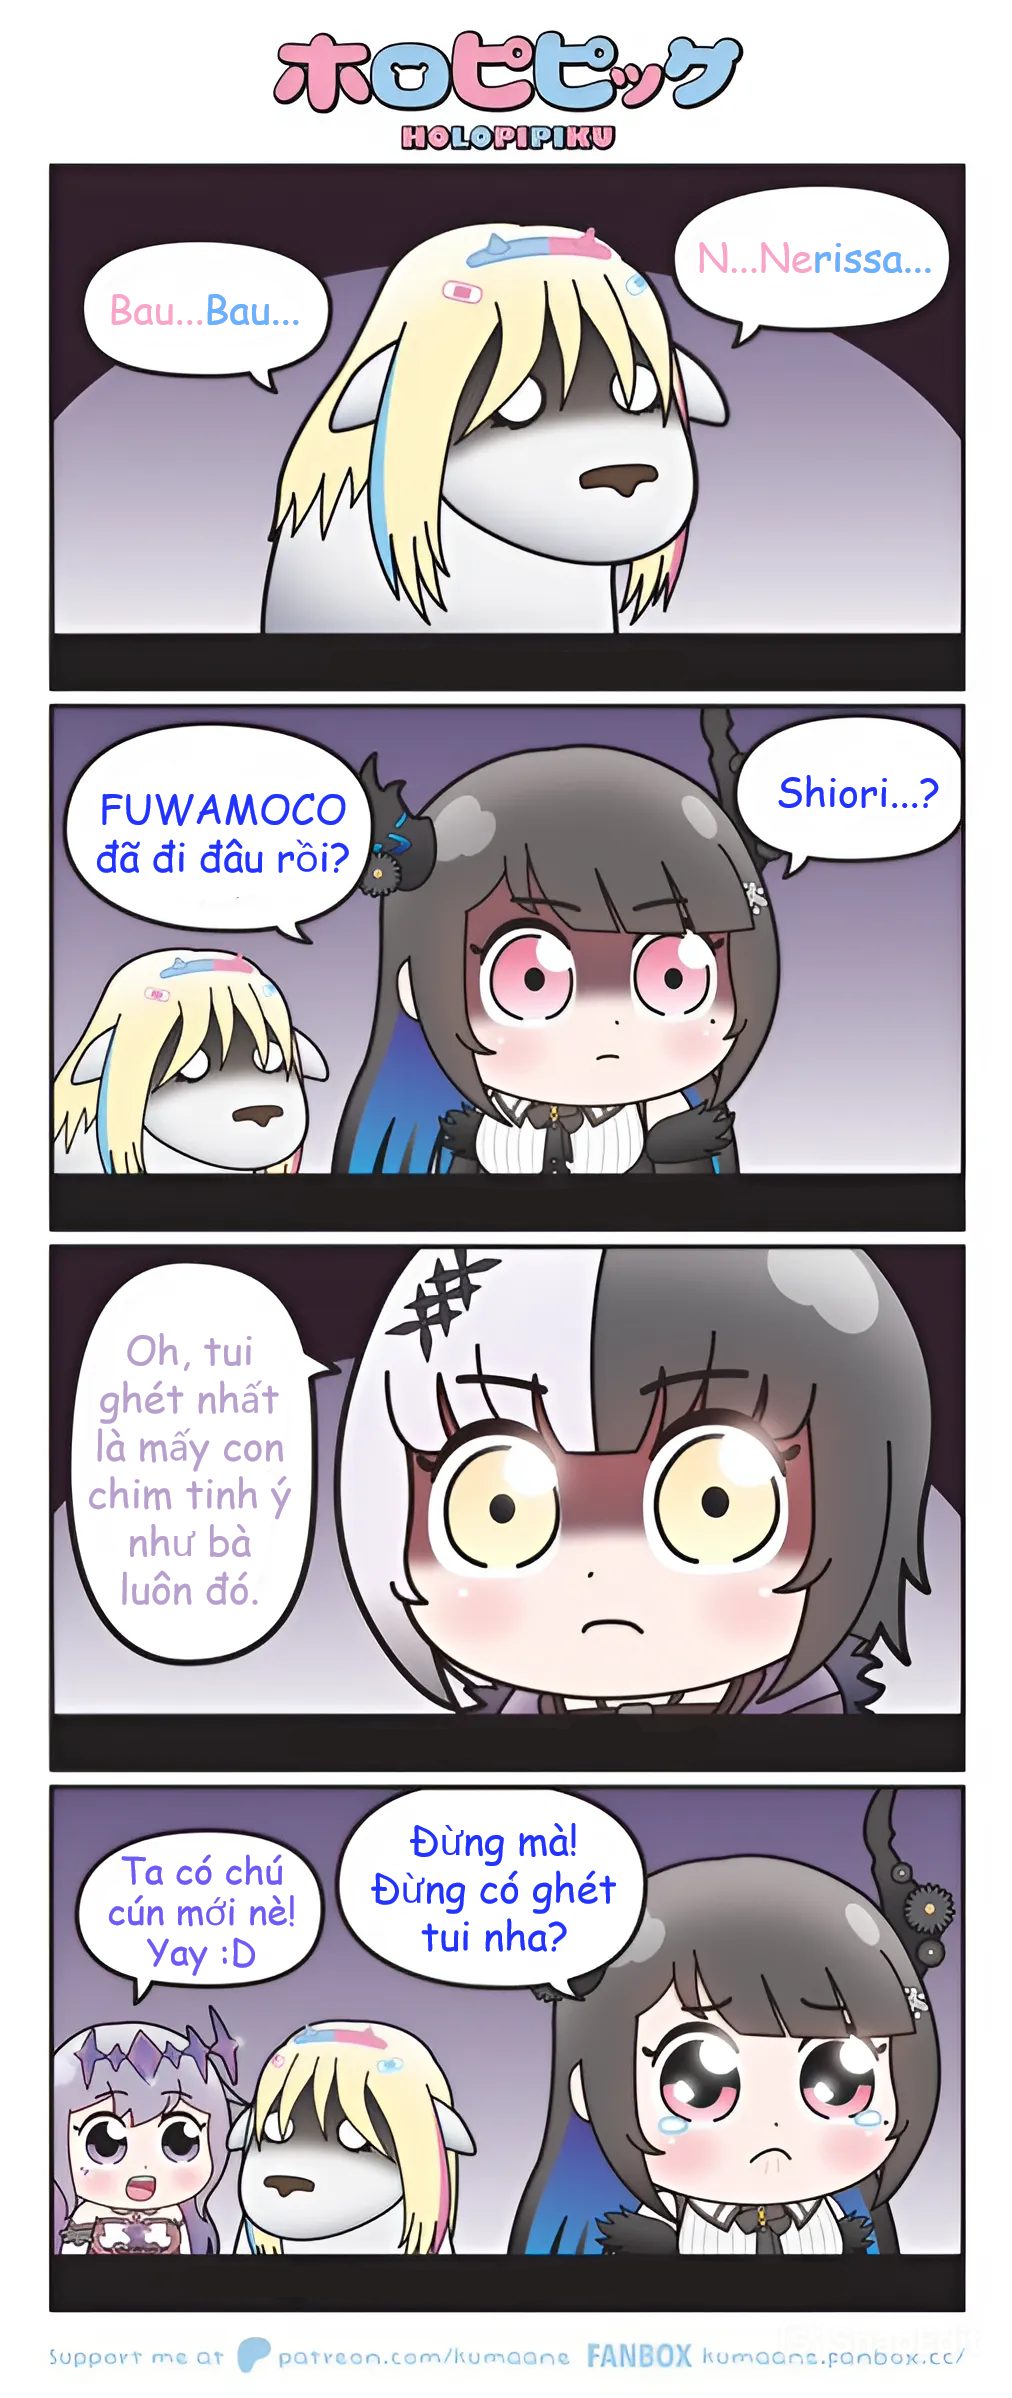 ホロピピック
HOLOPIPIKU
Bau...Bau...
N...Nerissa...
FUWAMOCO
đã đi đâu rồi?
Shiori...?
Oh, tui
ghét nhất
là mấy con
chim tinh ý
như bà
luôn đó.
Ta có chú
cún mới nè!
Yay :D
Đừng mà!
Đừng có ghét
tui nha?
Support me at patreon.com/kumaane FANBOX kumaane.fanbox.cc/